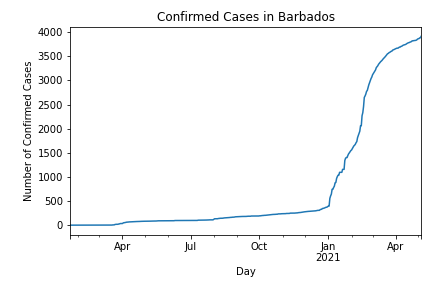 Confirmed Cases in Barbados
4000
3500
3000
2500
2000
1500
1000
500
0
Number of Confirmed Cases
Apr
Jul
Oct
Jan
2021
Apr
Day